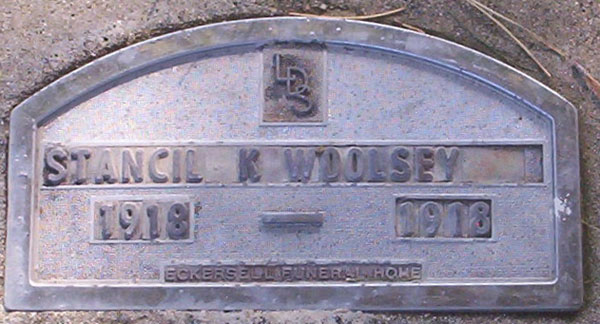 LDS
STANCIL K WOOLSEY
1918 — 1918
ECKERSELL FUNERAL HOME